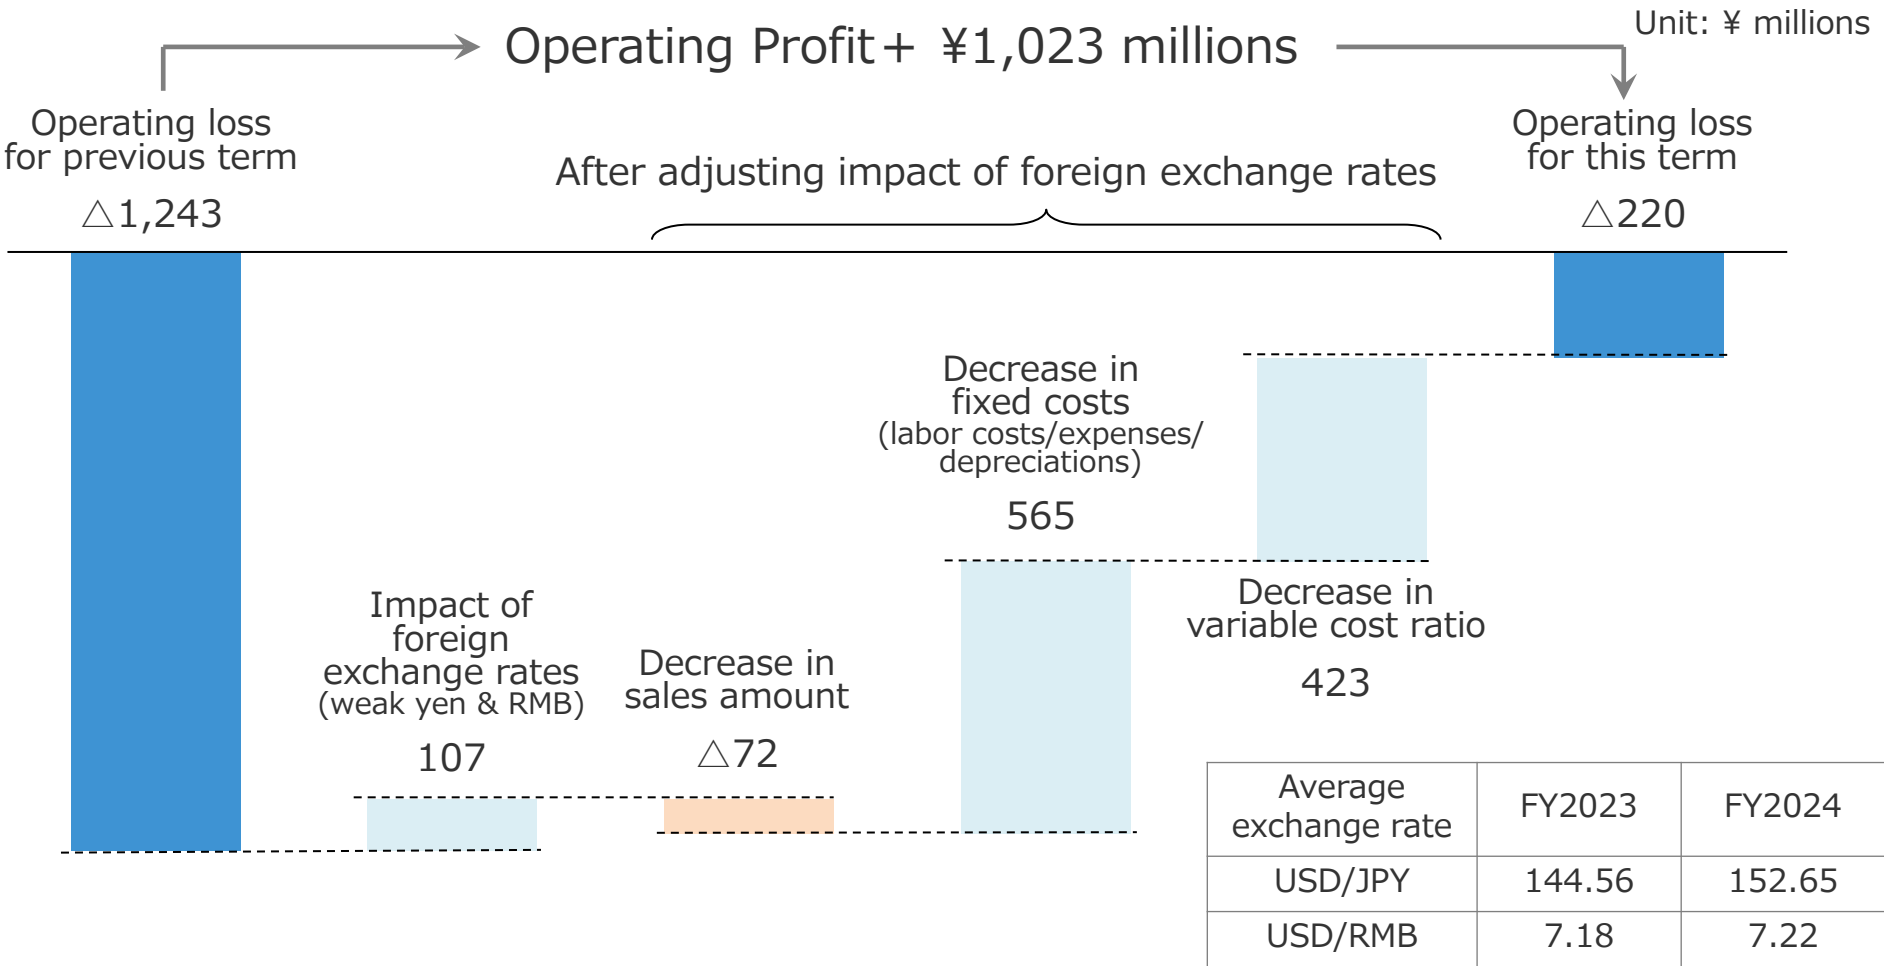 Unit: ¥ millions
Operating Profit+ ¥1,023 millions
Operating loss
for previous term
△1,243
After adjusting impact of foreign exchange rates
Operating loss
for this term
△220
Impact of
foreign
exchange rates
(weak yen & RMB)
107
Decrease in
sales amount
△72
Decrease in
fixed costs
(labor costs/expenses/
depreciations)
565
Decrease in
variable cost ratio
423
Average
exchange rate
FY2023
FY2024
USD/JPY
144.56
152.65
USD/RMB
7.18
7.22